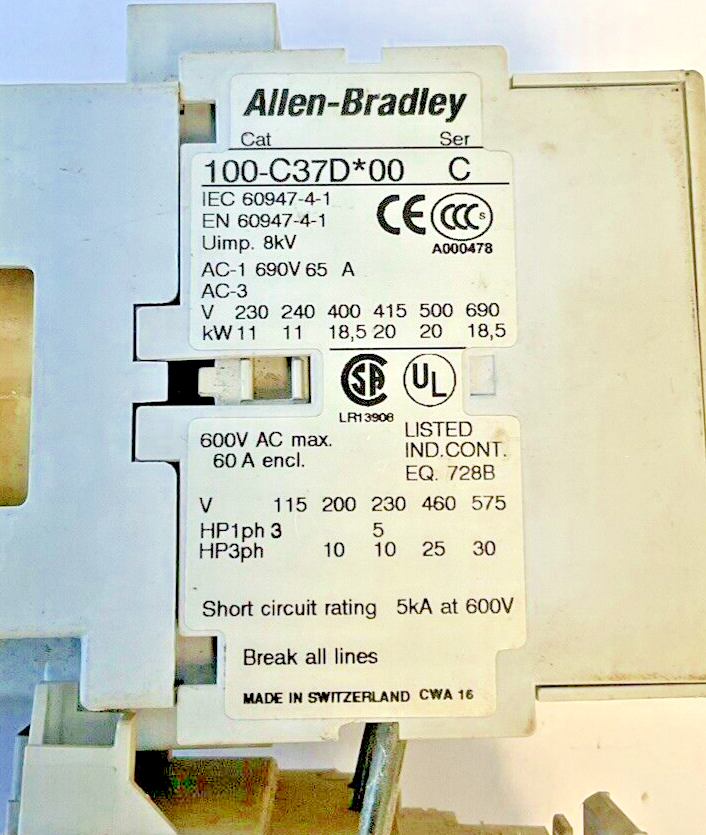 Allen-Bradley
Cat Ser
100-C37D*00 C
IEC 60947-4-1
EN 60947-4-1
Uimp. 8kV
CE CCC S
A000478
AC-1 690V 65 A
AC-3
V 230 240 400 415 500 690
kW 11 11 18,5 20 20 18,5
SA UL
LR13908
600V AC max.
60 A encl.
LISTED
IND.CONT.
EQ. 728B
V 115 200 230 460 575
HP1ph 3 5
HP3ph 10 10 25 30
Short circuit rating 5kA at 600V
Break all lines
MADE IN SWITZERLAND CWA 16